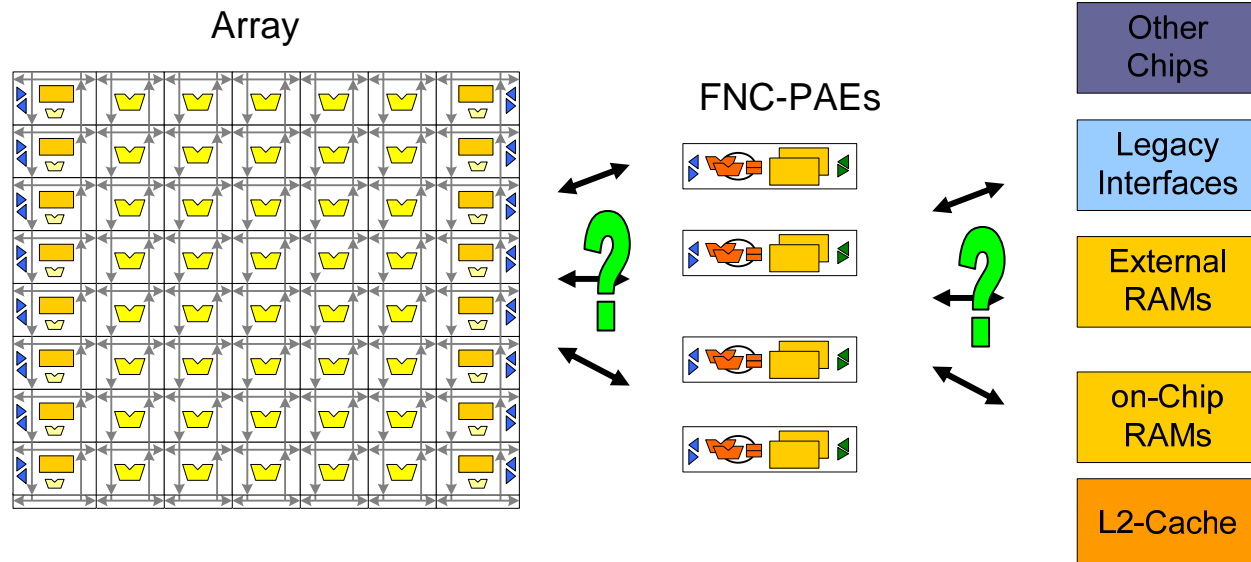 Array
FNC-PAEs
?
?
Other
Chips
Legacy
Interfaces
External
RAMs
on-Chip
RAMs
L2-Cache